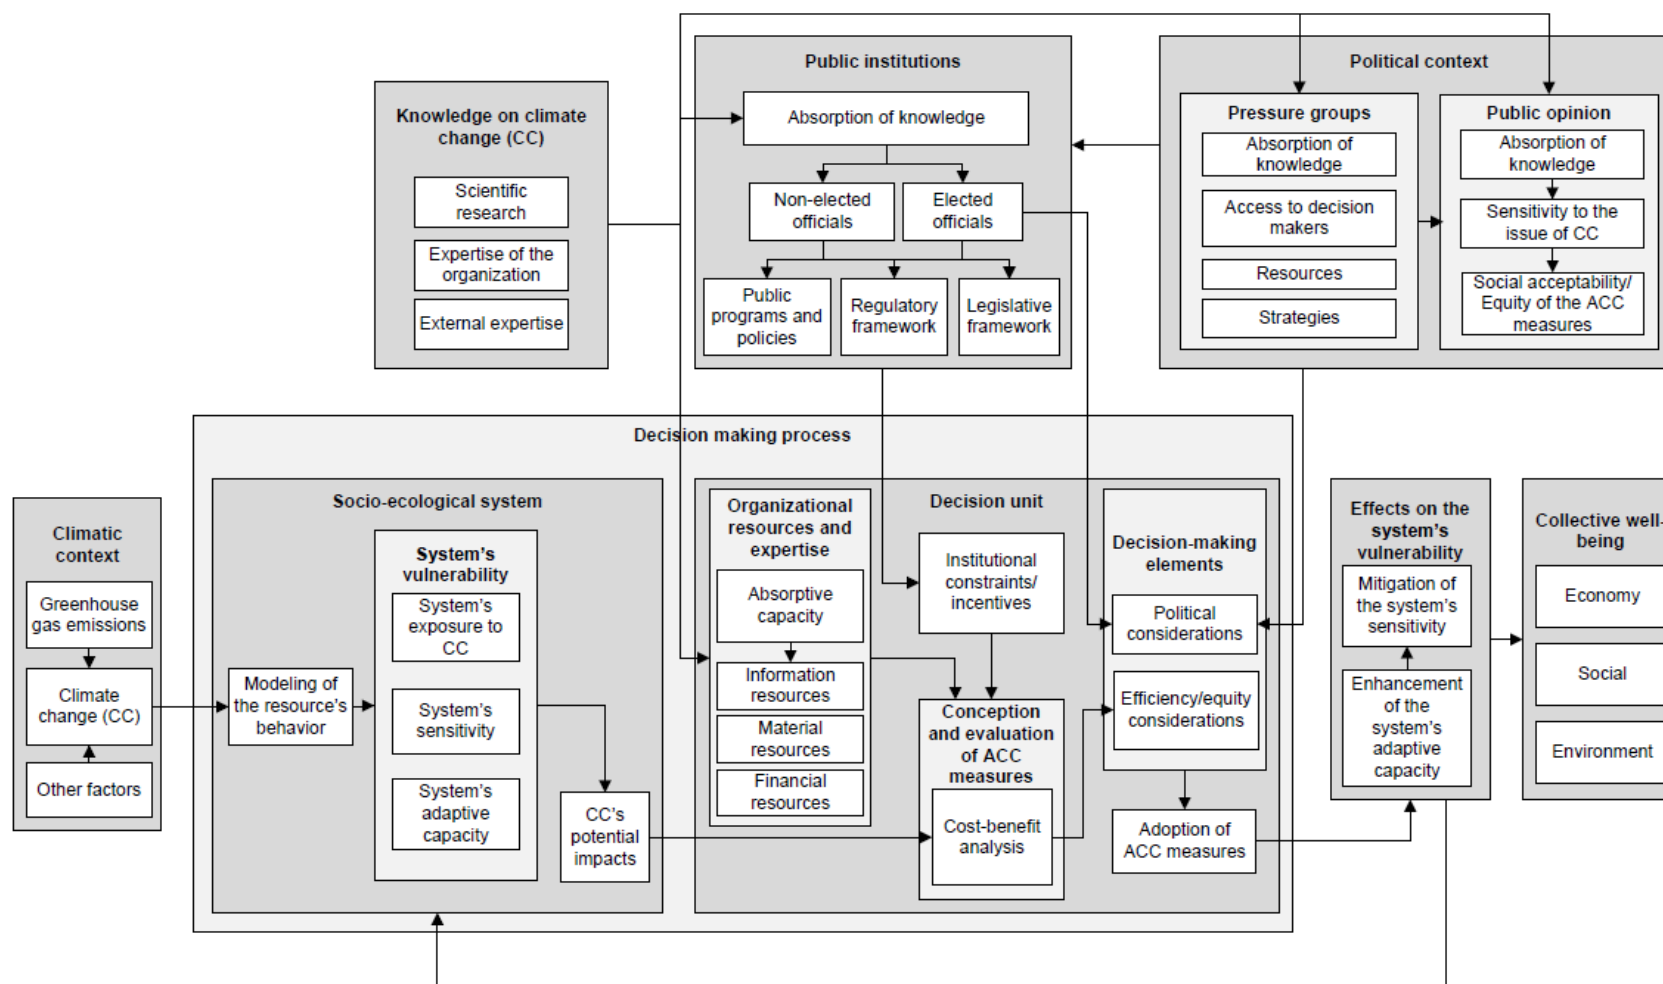 Public institutions
Political context
Knowledge on climate
change (CC)
Scientific
research
Expertise of the
organization
External expertise
Absorption of knowledge
Non-elected
officials
Elected
officials
Public
programs and
policies
Regulatory
framework
Legislative
framework
Pressure groups
Absorption of
knowledge
Access to decision
makers
Resources
Strategies
Public opinion
Absorption of
knowledge
Sensitivity to the
issue of CC
Social acceptability/
Equity of the ACC
measures
Decision making process
Climatic
context
Greenhouse
gas emissions
Climate
change (CC)
Other factors
Socio-ecological system
Modeling of
the resource's
behavior
System's
vulnerability
System's
exposure to
CC
System's
sensitivity
System's
adaptive
capacity
CC's
potential
impacts
Decision unit
Organizational
resources and
expertise
Absorptive
capacity
Information
resources
Material
resources
Financial
resources
Institutional
constraints/
incentives
Conception
and evaluation
of ACC
measures
Cost-benefit
analysis
Decision-making
elements
Political
considerations
Efficiency/equity
considerations
Adoption of
ACC measures
Effects on the
system's
vulnerability
Mitigation of
the system's
sensitivity
Enhancement
of the
system's
adaptive
capacity
Collective well-
being
Economy
Social
Environment